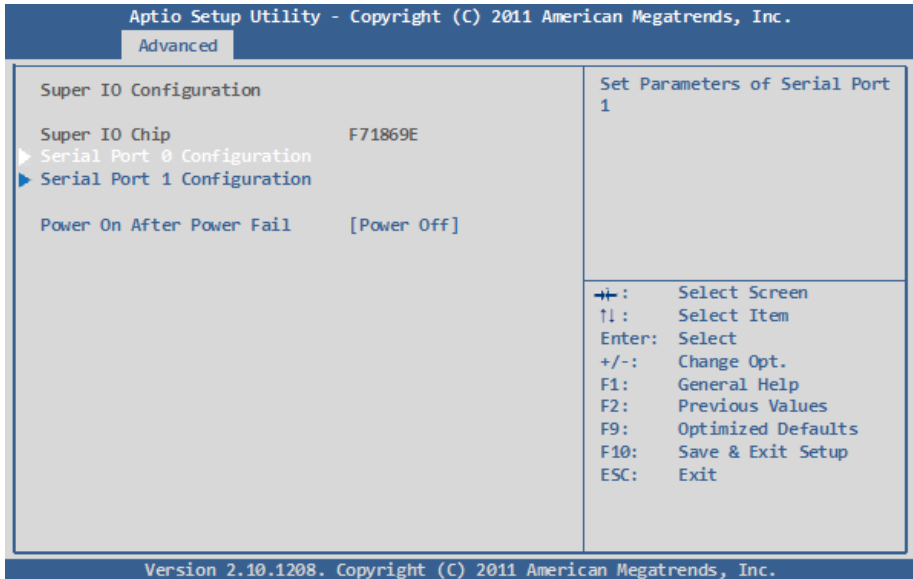 Aptio Setup Utility - Copyright (C) 2011 American Megatrends, Inc.
Advanced
Super IO Configuration
Super IO Chip F71869E
Serial Port 0 Configuration
Serial Port 1 Configuration
Power On After Power Fail [Power Off]
Set Parameters of Serial Port
1
→←: Select Screen
↑↓: Select Item
Enter: Select
+/-: Change Opt.
F1: General Help
F2: Previous Values
F9: Optimized Defaults
F10: Save & Exit Setup
ESC: Exit
Version 2.10.1208. Copyright (C) 2011 American Megatrends, Inc.